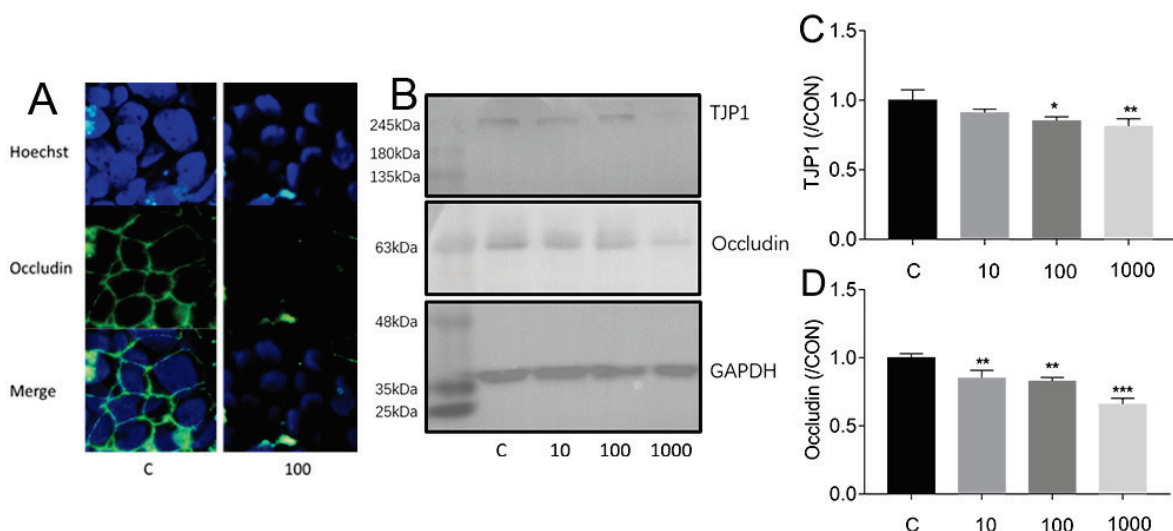 A
Hoechst
Occludin
Merge
C 100
B
245kDa
180kDa
135kDa
TJP1
63kDa
Occludin
48kDa
35kDa
25kDa
GAPDH
C 10 100 1000
C
TJP1 (/CON)
1.5
1.0
0.5
0.0
* **
C 10 100 1000
D
Occludin (/CON)
1.5
1.0
0.5
0.0
** ** ***
C 10 100 1000